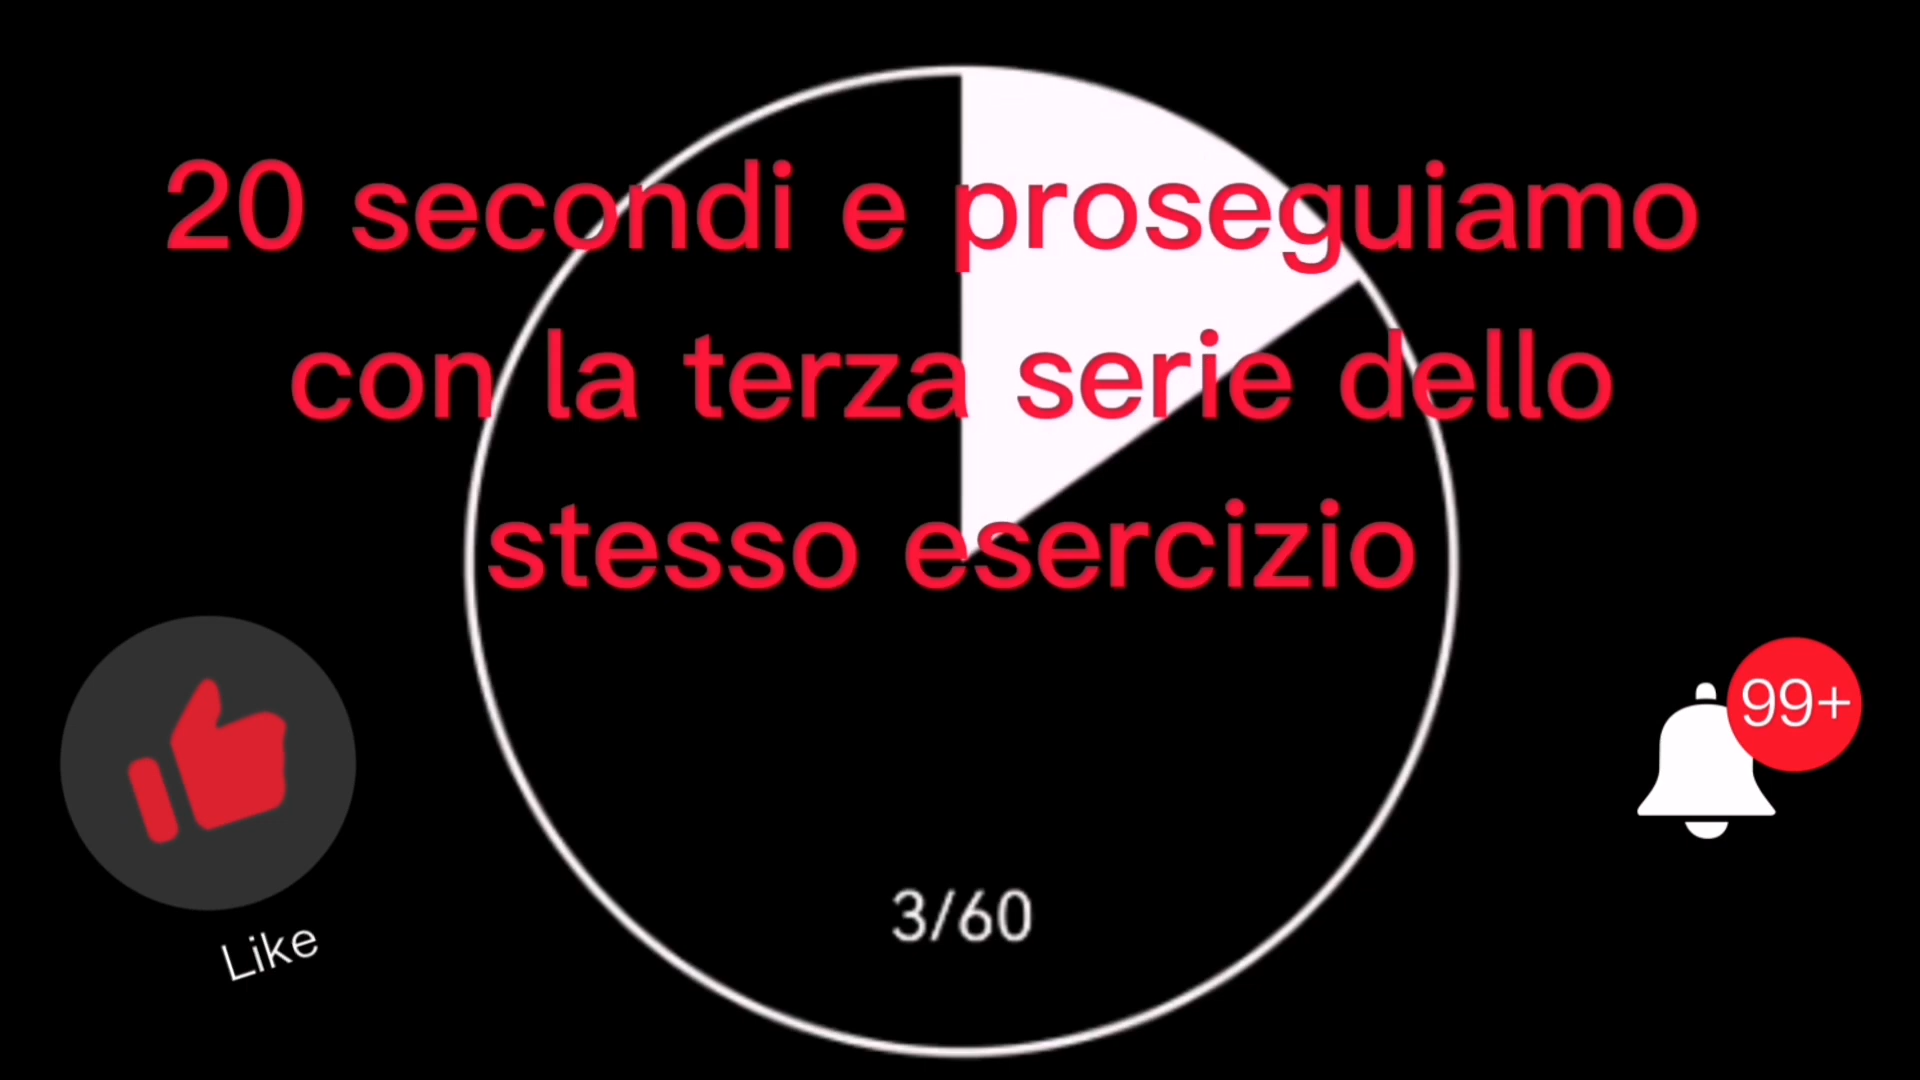 20 secondi e proseguiamo
con la terza serie dello
stesso esercizio
99+
3/60
Like